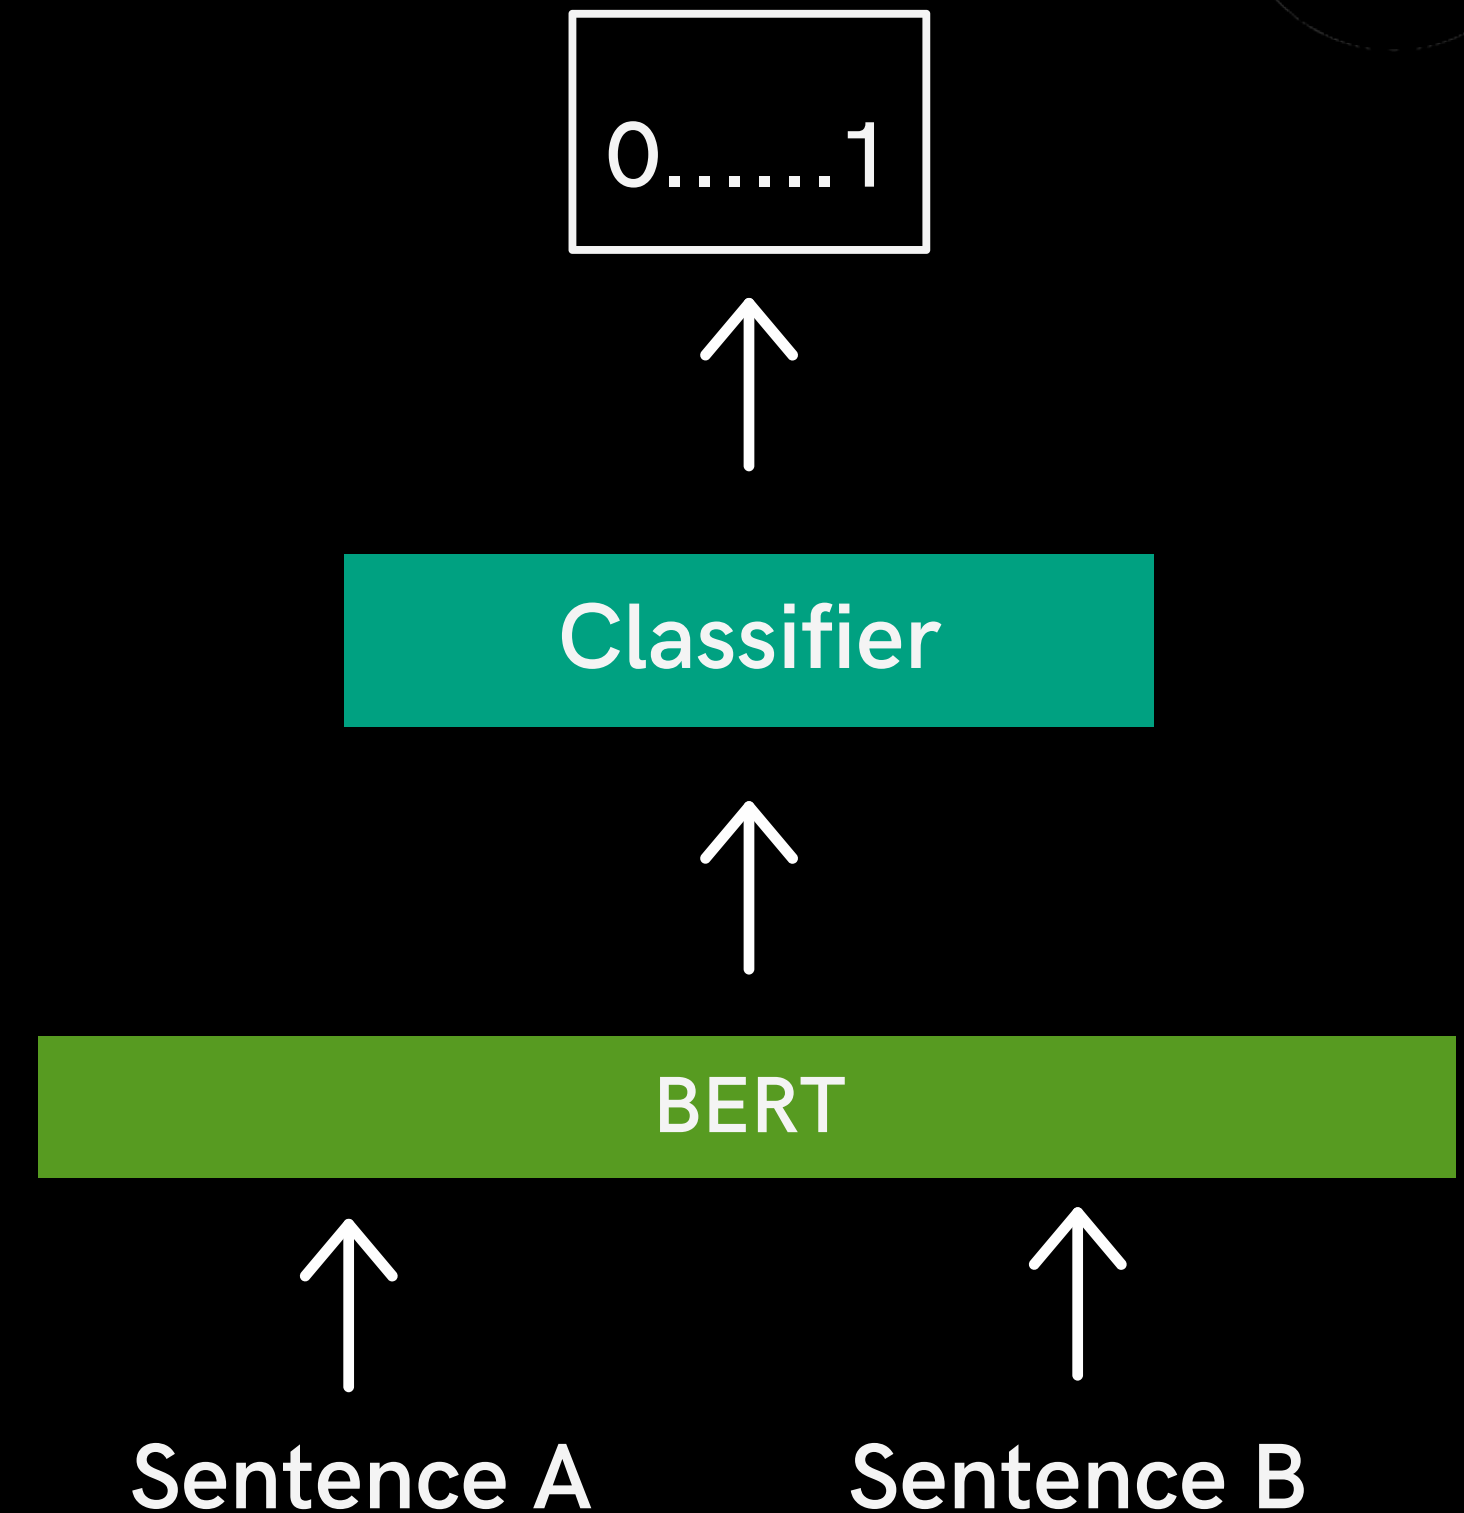 0......1
Classifier
BERT
Sentence A
Sentence B